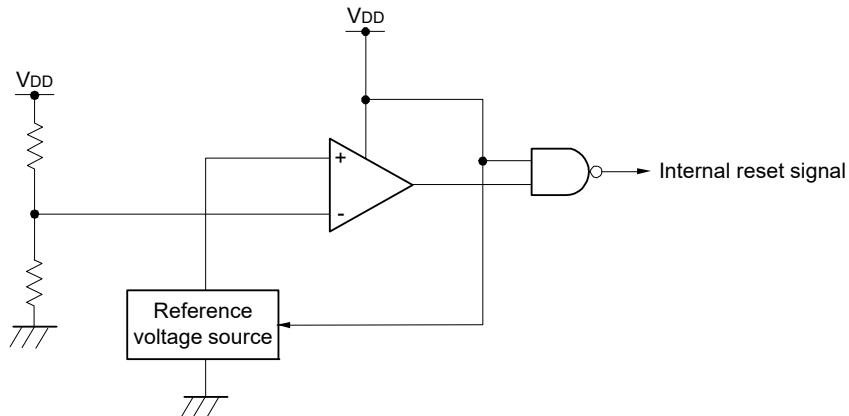 VDD
VDD
+
-
Internal reset signal
Reference
voltage source